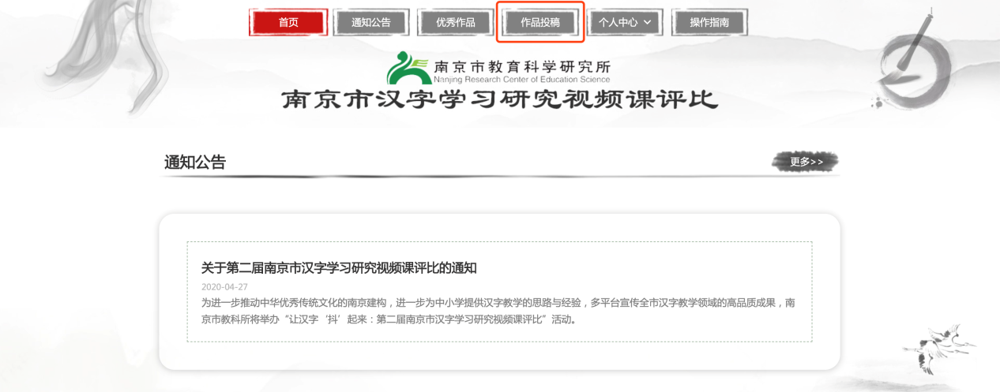 首页 通知公告 优秀作品 作品投稿 个人中心 操作指南
南京市教育科学研究所
Nanjing Research Center of Education Science
南京市汉字学习研究视频课评比
通知公告
更多>>
关于第二届南京市汉字学习研究视频课评比的通知
2020-04-27
为进一步推动中华优秀传统文化的南京建构，进一步为中小学提供汉字教学的思路与经验，多平台宣传全市汉字教学领域的高品质成果，南
京市教科所将举办“让汉字‘抖’起来：第二届南京市汉字学习研究视频课评比”活动。